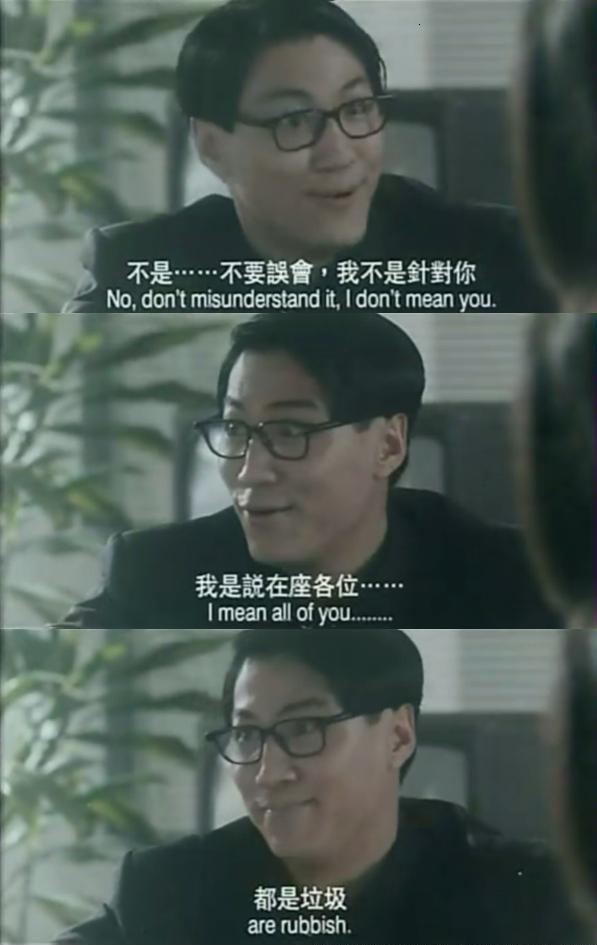 不是……不要誤會，我不是針對你
No, don't misunderstand it, I don't mean you.
我是說在座各位……
I mean all of you........
都是垃圾
are rubbish.